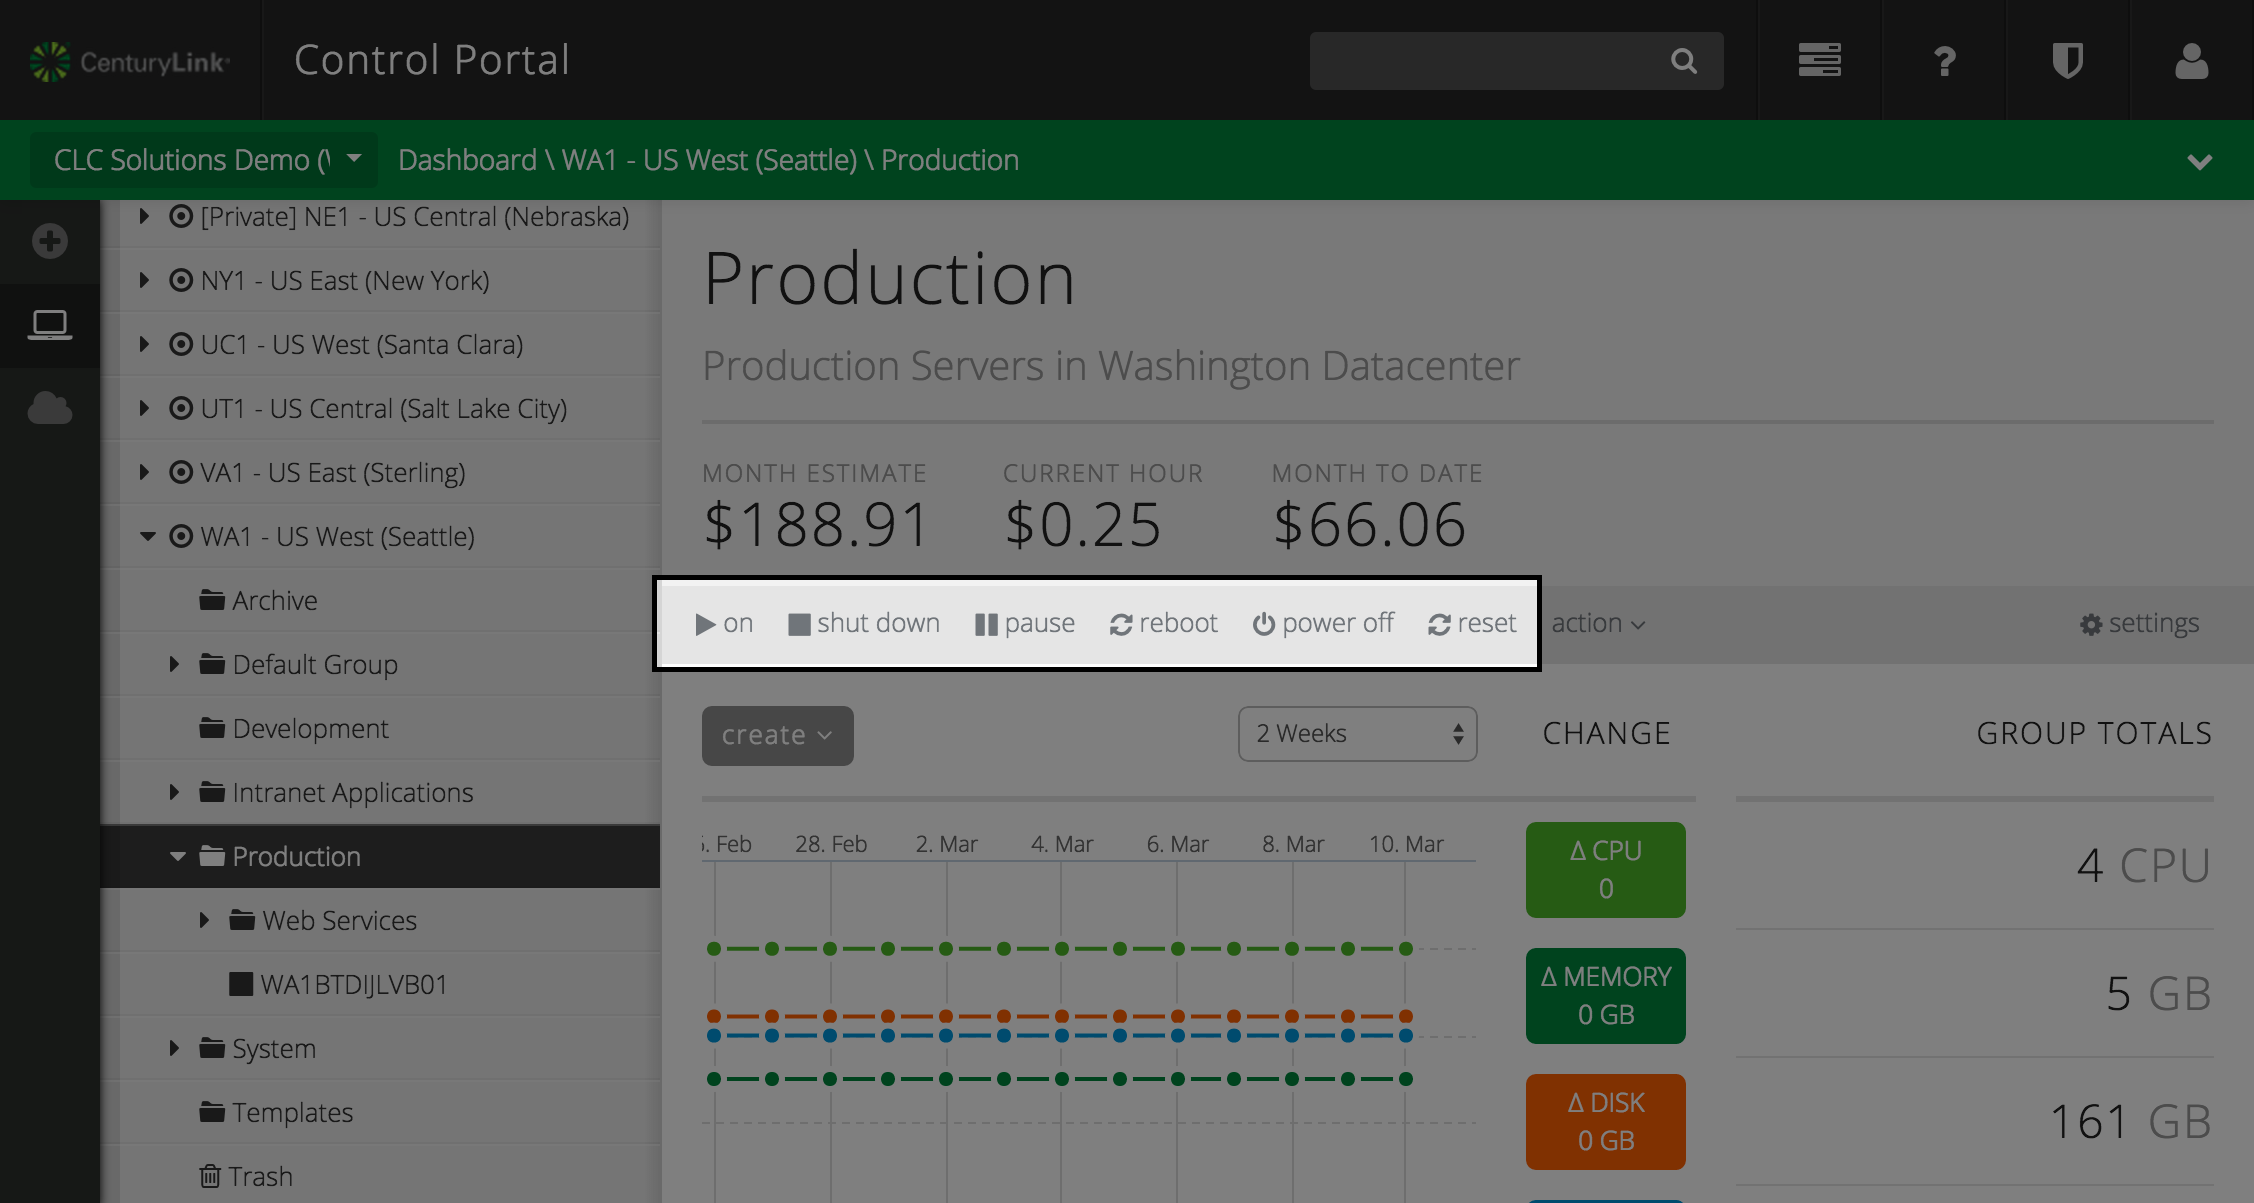 CenturyLink
Control Portal
?
CLC Solutions Demo (
Dashboard \ WA1 - US West (Seattle) \ Production
[Private] NE1 - US Central (Nebraska)
NY1 - US East (New York)
UC1 - US West (Santa Clara)
UT1 - US Central (Salt Lake City)
VA1 - US East (Sterling)
WA1 - US West (Seattle)
Archive
Default Group
Development
Intranet Applications
Production
Web Services
WA1BTDIJLVB01
System
Templates
Trash
Production
Production Servers in Washington Datacenter
MONTH ESTIMATE CURRENT HOUR MONTH TO DATE
$188.91 $0.25 $66.06
on shut down pause reboot power off reset action settings
create 2 Weeks CHANGE GROUP TOTALS
. Feb 28. Feb 2. Mar 4. Mar 6. Mar 8. Mar 10. Mar
Δ CPU
0
4 CPU
Δ MEMORY
0 GB
5 GB
Δ DISK
0 GB
161 GB